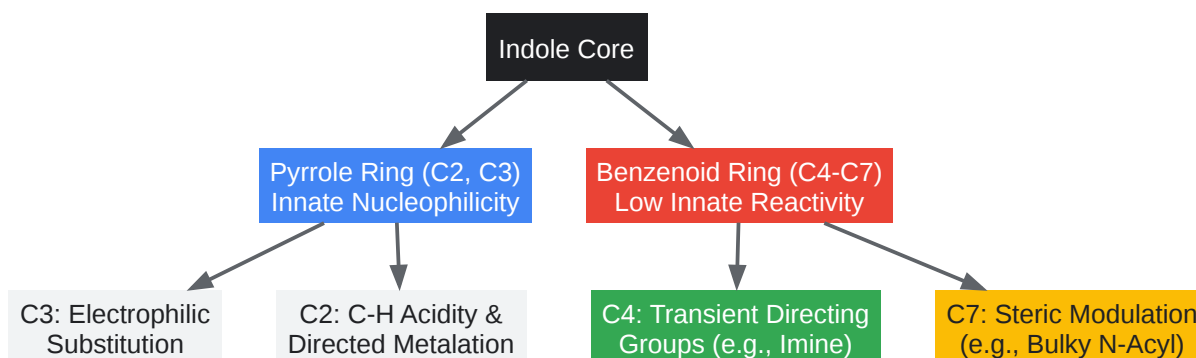 Indole Core
Pyrrole Ring (C2, C3)
Innate Nucleophilicity
Benzenoid Ring (C4-C7)
Low Innate Reactivity
C3: Electrophilic
Substitution
C2: C-H Acidity &
Directed Metalation
C4: Transient Directing
Groups (e.g., Imine)
C7: Steric Modulation
(e.g., Bulky N-Acyl)